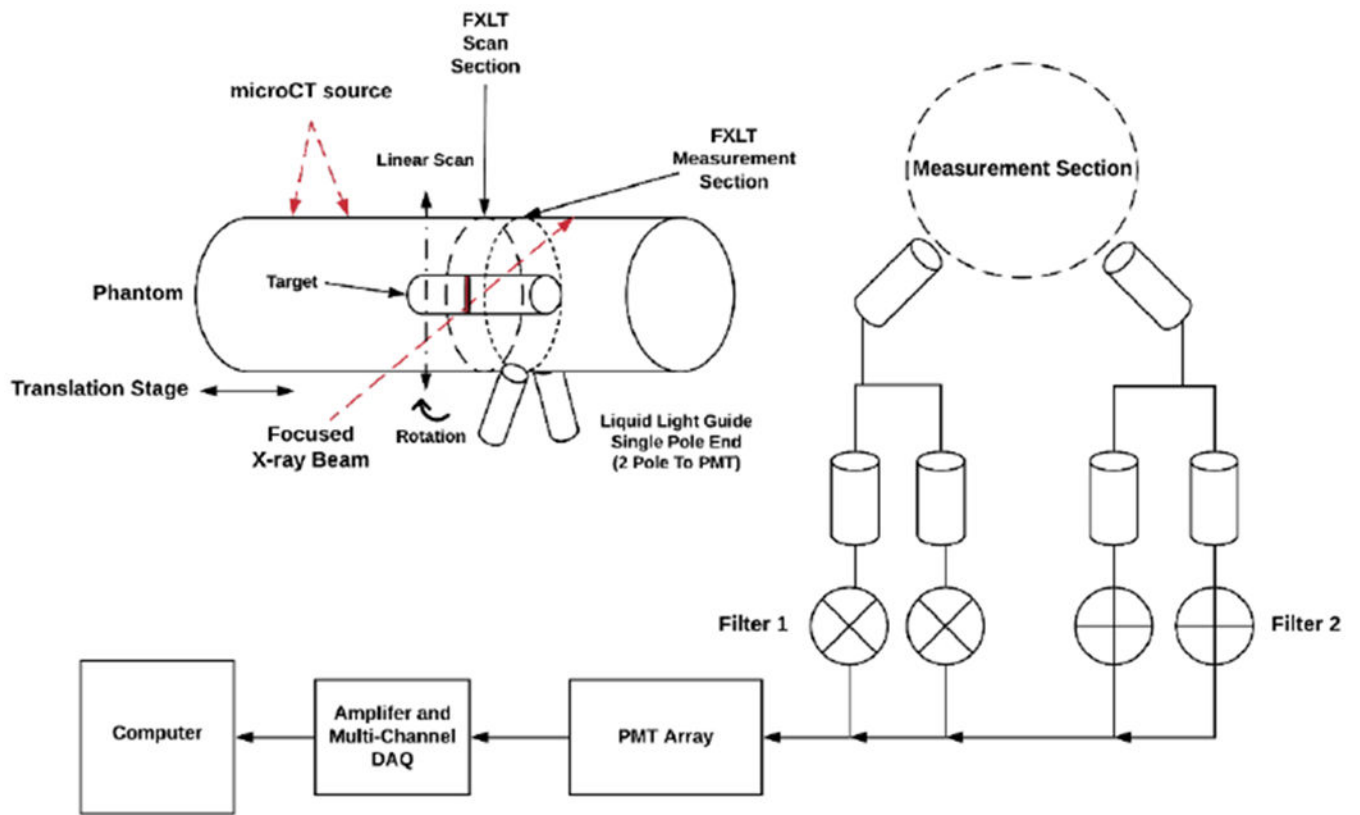 FXLT
Scan
Section
microCT source
Linear Scan
FXLT
Measurement
Section
Measurement Section
Target
Phantom
Translation Stage
Focused
X-ray Beam
Rotation
Liquid Light Guide
Single Pole End
(2 Pole To PMT)
Filter 1
Filter 2
Computer
Amplifer and
Multi-Channel
DAQ
PMT Array